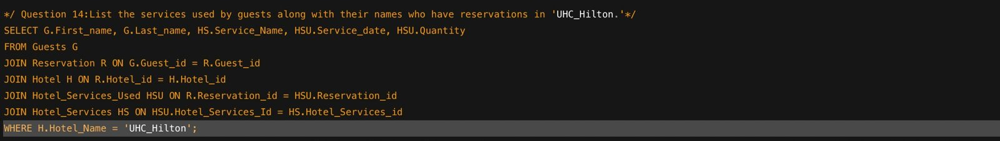 */ Question 14:List the services used by guests along with their names who have reservations in 'UHC_Hilton.'*/
SELECT G.First_name, G.Last_name, HS.Service_Name, HSU.Service_date, HSU.Quantity
FROM Guests G
JOIN Reservation R ON G.Guest_id = R.Guest_id
JOIN Hotel H ON R.Hotel_id = H.Hotel_id
JOIN Hotel_Services_Used HSU ON R.Reservation_id = HSU.Reservation_id
JOIN Hotel_Services HS ON HSU.Hotel_Services_Id = HS.Hotel_Services_id
WHERE H.Hotel_Name = 'UHC_Hilton';